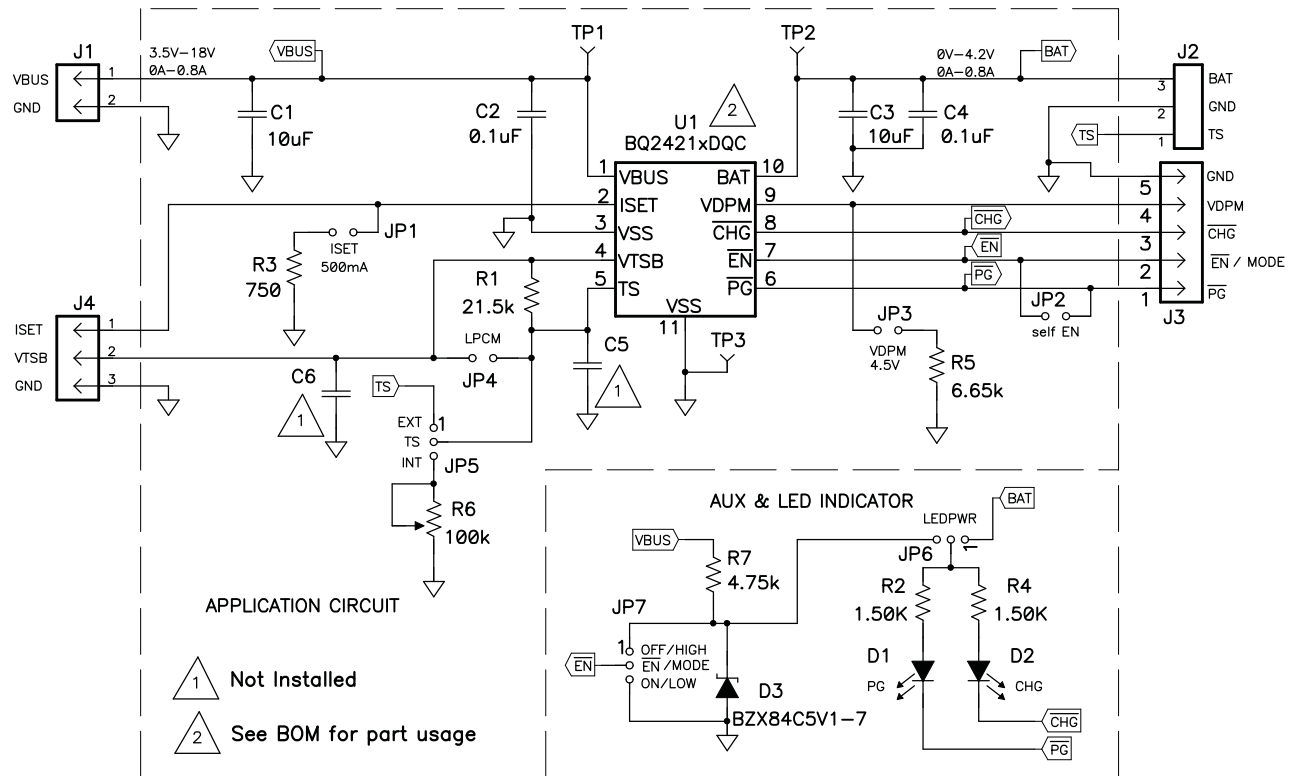 TP1
TP2
J1
3.5V-18V
0A-0.8A
VBUS
0V-4.2V
0A-0.8A
BAT
J2
VBUS
1
GND
2
3
BAT
2
GND
TS
1
TS
C1
10uF
C2
0.1uF
C3
10uF
C4
0.1uF
2
U1
BQ2421xDQC
1
VBUS
BAT
10
2
ISET
VDPM
9
3
VSS
CHG
8
4
VTSB
EN
7
5
TS
PG
6
VSS
11
CHG
EN
PG
GND
5
VDPM
4
CHG
3
EN / MODE
2
PG
1
J3
JP1
ISET
500mA
R3
750
R1
21.5k
JP2
self EN
JP3
VDPM
4.5V
R5
6.65k
TP3
J4
ISET
1
VTSB
2
GND
3
LPCM
JP4
C5
1
C6
1
TS
EXT
1
TS
INT
JP5
R6
100k
APPLICATION CIRCUIT
1
Not Installed
2
See BOM for part usage
AUX & LED INDICATOR
BAT
LEDPWR
JP6
1
VBUS
R7
4.75k
R2
1.50K
R4
1.50K
JP7
1
OFF/HIGH
EN
EN /MODE
ON/LOW
D3
BZX84C5V1-7
D1
PG
D2
CHG
CHG
PG